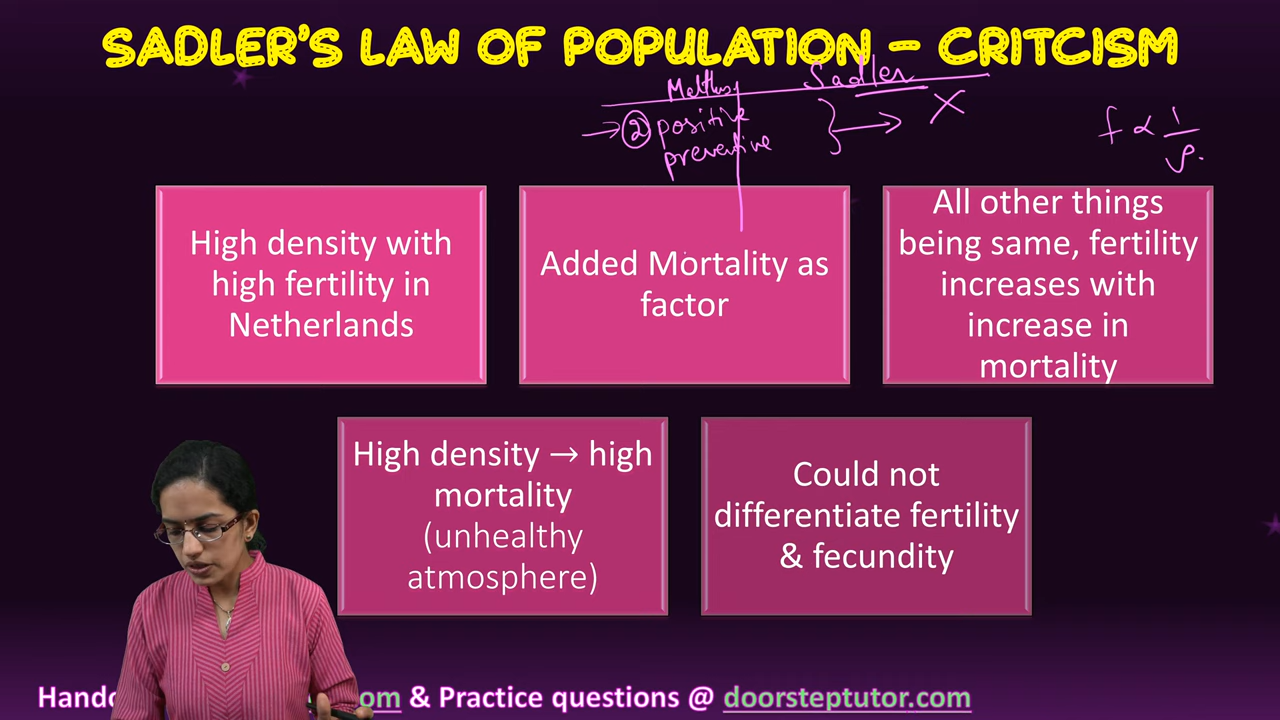 SADLER'S LAW OF POPULATION – CRITCISM
Malthus Sadler
→ ② positive → X
preventive
f ∝ 1/ρ
High density with
high fertility in
Netherlands
Added Mortality as
factor
All other things
being same, fertility
increases with
increase in
mortality
High density → high
mortality
(unhealthy
atmosphere)
Could not
differentiate fertility
& fecundity
om & Practice questions @ doorsteptutor.com